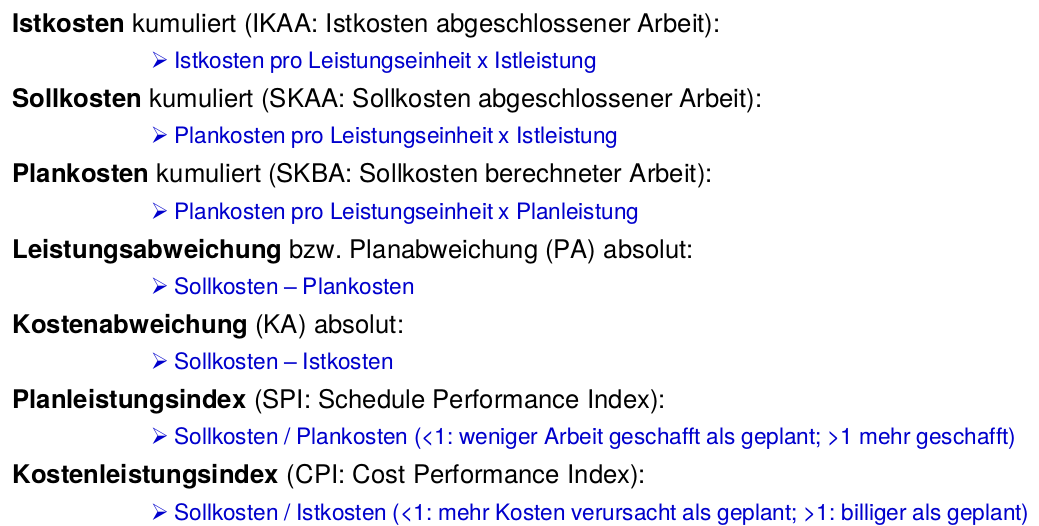 Istkosten kumuliert (IKAA: Istkosten abgeschlossener Arbeit):
➢ Istkosten pro Leistungseinheit x Istleistung
Sollkosten kumuliert (SKAA: Sollkosten abgeschlossener Arbeit):
➢ Plankosten pro Leistungseinheit x Istleistung
Plankosten kumuliert (SKBA: Sollkosten berechneter Arbeit):
➢ Plankosten pro Leistungseinheit x Planleistung
Leistungsabweichung bzw. Planabweichung (PA) absolut:
➢ Sollkosten – Plankosten
Kostenabweichung (KA) absolut:
➢ Sollkosten – Istkosten
Planleistungsindex (SPI: Schedule Performance Index):
➢ Sollkosten / Plankosten (<1: weniger Arbeit geschafft als geplant; >1 mehr geschafft)
Kostenleistungsindex (CPI: Cost Performance Index):
➢ Sollkosten / Istkosten (<1: mehr Kosten verursacht als geplant; >1: billiger als geplant)